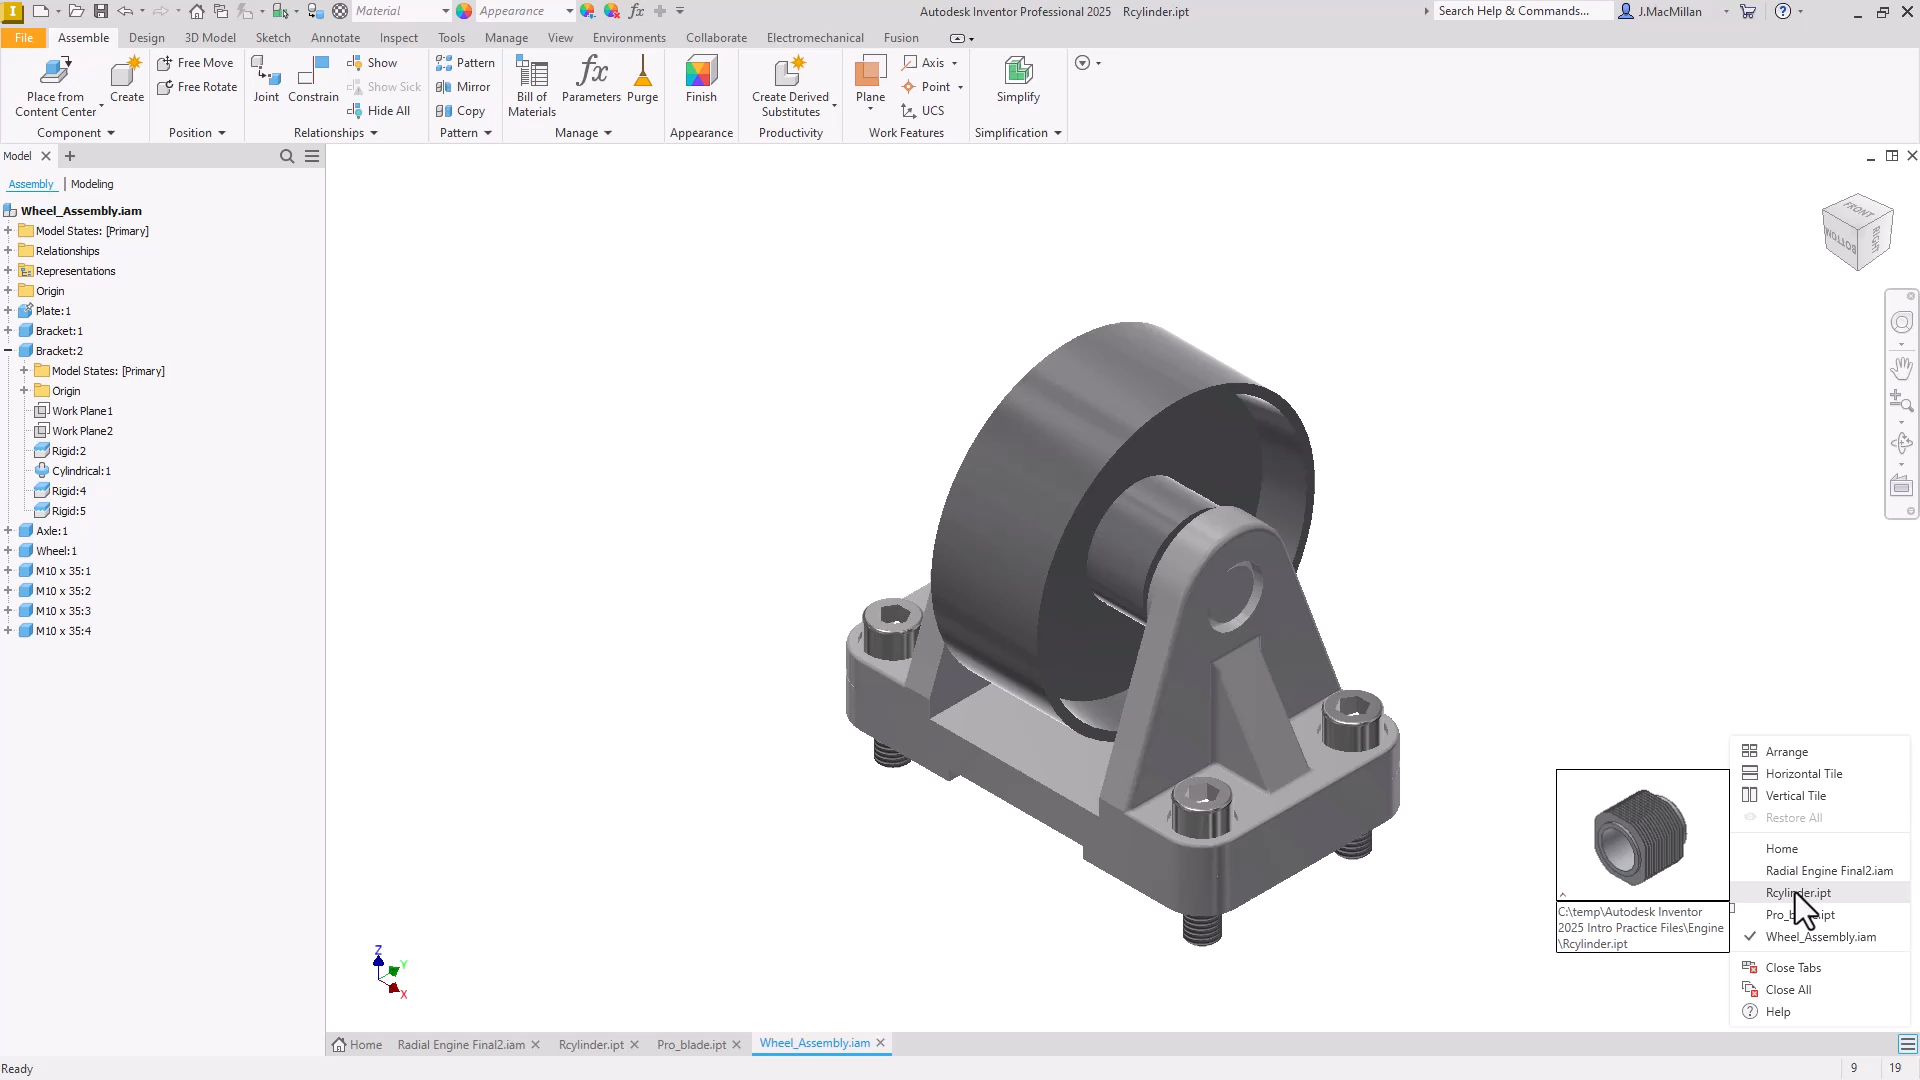 Material
Appearance
Autodesk Inventor Professional 2025 Rcylinder.ipt
Search Help & Commands...
J.MacMillan
File
Assemble
Design
3D Model
Sketch
Annotate
Inspect
Tools
Manage
View
Environments
Collaborate
Electromechanical
Fusion
Place from
Content Center
Create
Component
Free Move
Free Rotate
Position
Joint
Constrain
Show
Show Sick
Hide All
Relationships
Pattern
Mirror
Copy
Pattern
Bill of
Materials
Parameters
Purge
Manage
Finish
Appearance
Create Derived
Substitutes
Productivity
Plane
Axis
Point
UCS
Work Features
Simplify
Simplification
Model
Assembly | Modeling
Wheel_Assembly.iam
Model States: [Primary]
Relationships
Representations
Origin
Plate:1
Bracket:1
Bracket:2
Model States: [Primary]
Origin
Work Plane1
Work Plane2
Rigid:2
Cylindrical:1
Rigid:4
Rigid:5
Axle:1
Wheel:1
M10 x 35:1
M10 x 35:2
M10 x 35:3
M10 x 35:4
FRONT
BOTTOM
RIGHT
Z
Y
X
C:\temp\Autodesk Inventor
2025 Intro Practice Files\Engine
\Rcylinder.ipt
Arrange
Horizontal Tile
Vertical Tile
Restore All
Home
Radial Engine Final2.iam
Rcylinder.ipt
Wheel_Assembly.iam
Close Tabs
Close All
Help
Home
Radial Engine Final2.iam
Rcylinder.ipt
Pro_blade.ipt
Wheel_Assembly.iam
Ready
9
19